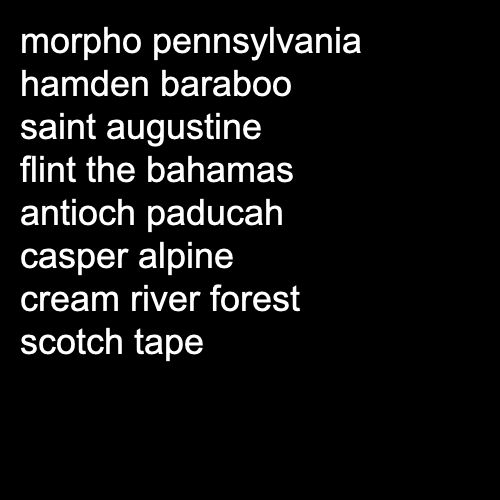 morpho pennsylvania
hamden baraboo
saint augustine
flint the bahamas
antioch paducah
casper alpine
cream river forest
scotch tape